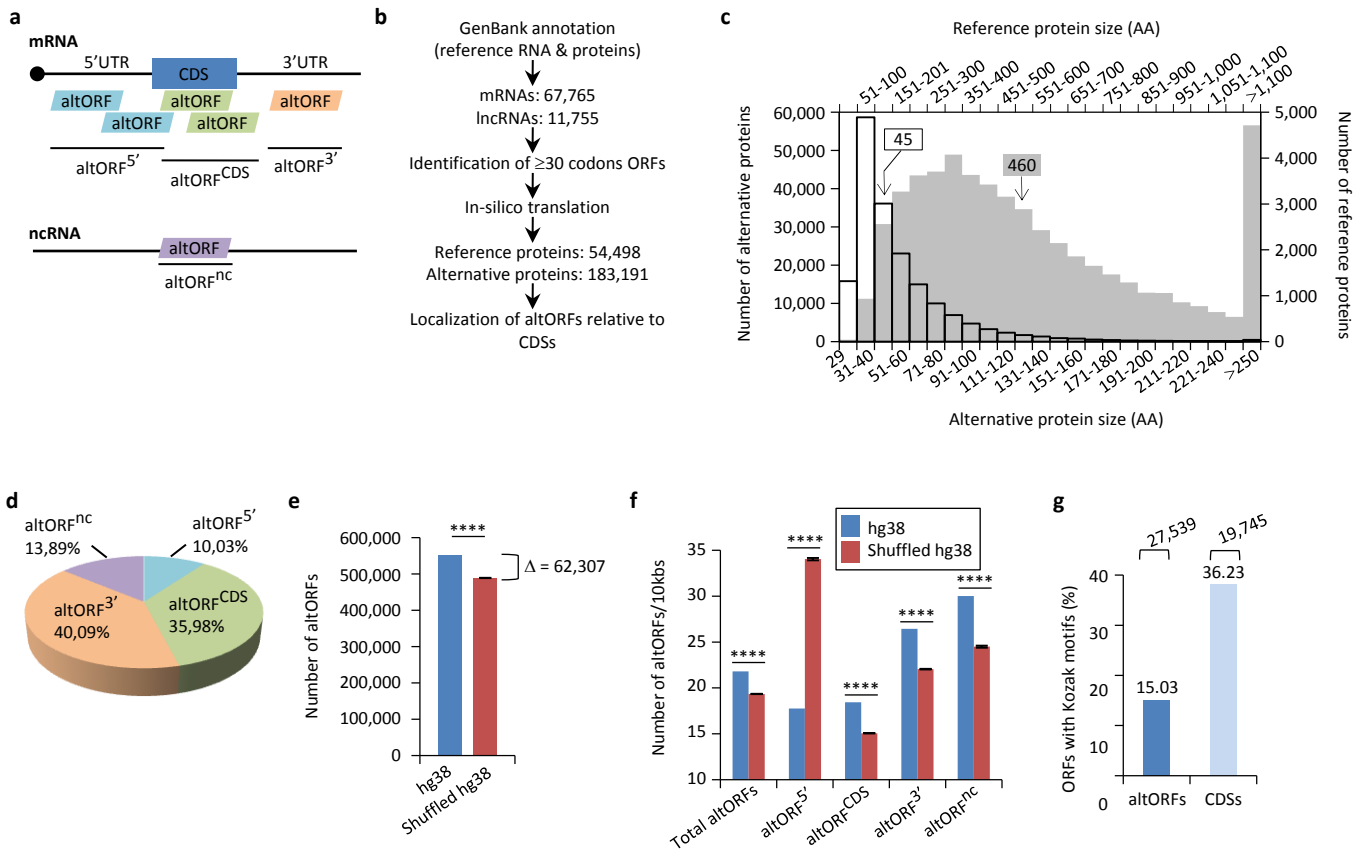 a
mRNA
5’UTR
CDS
3’UTR
altORF
altORF
altORF
altORF
altORF
altORF5’
altORFCDS
altORF3’
ncRNA
altORF
altORFnc
b
GenBank annotation
(reference RNA & proteins)
mRNAs: 67,765
lncRNAs: 11,755
Identification of ≥30 codons ORFs
In-silico translation
Reference proteins: 54,498
Alternative proteins: 183,191
Localization of altORFs relative to
CDSs
c
Reference protein size (AA)
51-100
151-201
251-300
351-400
451-500
551-600
651-700
751-800
851-900
951-1,000
1,051-1,100
>1,100
Number of alternative proteins
60,000
50,000
40,000
30,000
20,000
10,000
0
45
460
5,000
4,000
3,000
2,000
1,000
0
Number of reference proteins
29
31-40
51-60
71-80
91-100
111-120
131-140
151-160
171-180
191-200
211-220
221-240
>250
Alternative protein size (AA)
d
altORFnc
13,89%
altORF5’
10,03%
altORF3’
40,09%
altORFCDS
35,98%
e
Number of altORFs
600,000
500,000
400,000
300,000
200,000
100,000
0
****
Δ = 62,307
hg38
Shuffled hg38
f
hg38
Shuffled hg38
Number of altORFs/10kbs
35
30
25
20
15
10
****
****
****
****
****
Total altORFs
altORF5’
altORFCDS
altORF3’
altORFnc
g
ORFs with Kozak motifs (%)
40
30
20
10
0
27,539
19,745
15.03
36.23
altORFs
CDSs